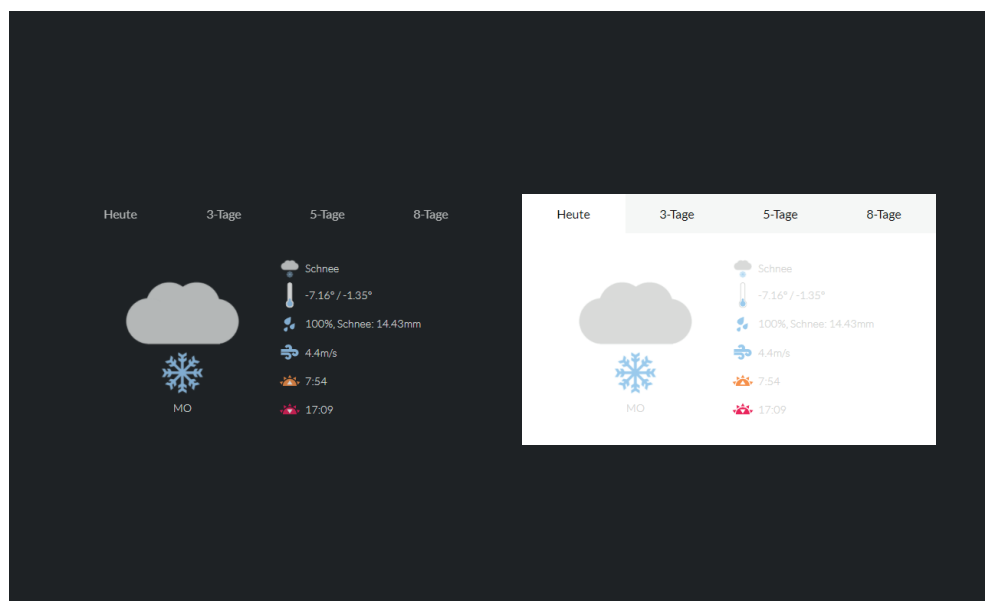 Heute 3-Tage 5-Tage 8-Tage
Schnee
-7.16° / -1.35°
100%, Schnee: 14.43mm
4.4m/s
7:54
MO
17:09
Heute 3-Tage 5-Tage 8-Tage
Schnee
-7.16° / -1.35°
100%, Schnee: 14.43mm
4.4m/s
7:54
MO
17:09